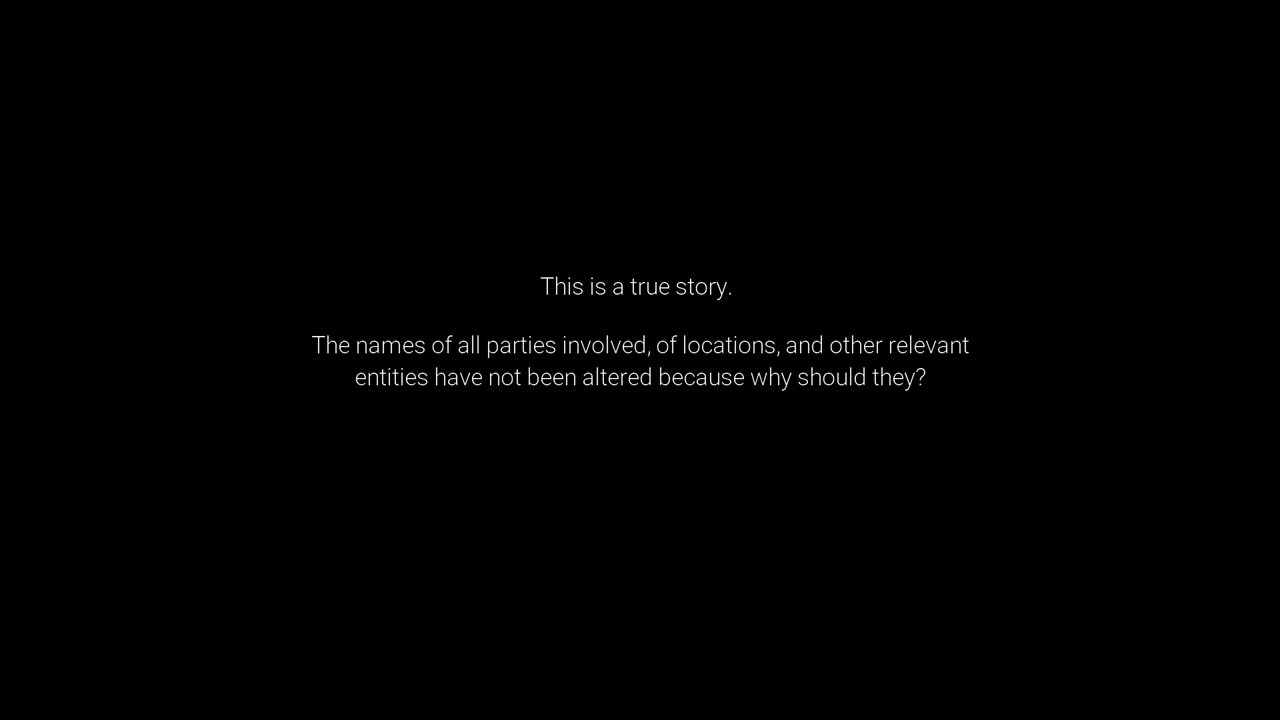 This is a true story.
The names of all parties involved, of locations, and other relevant
entities have not been altered because why should they?